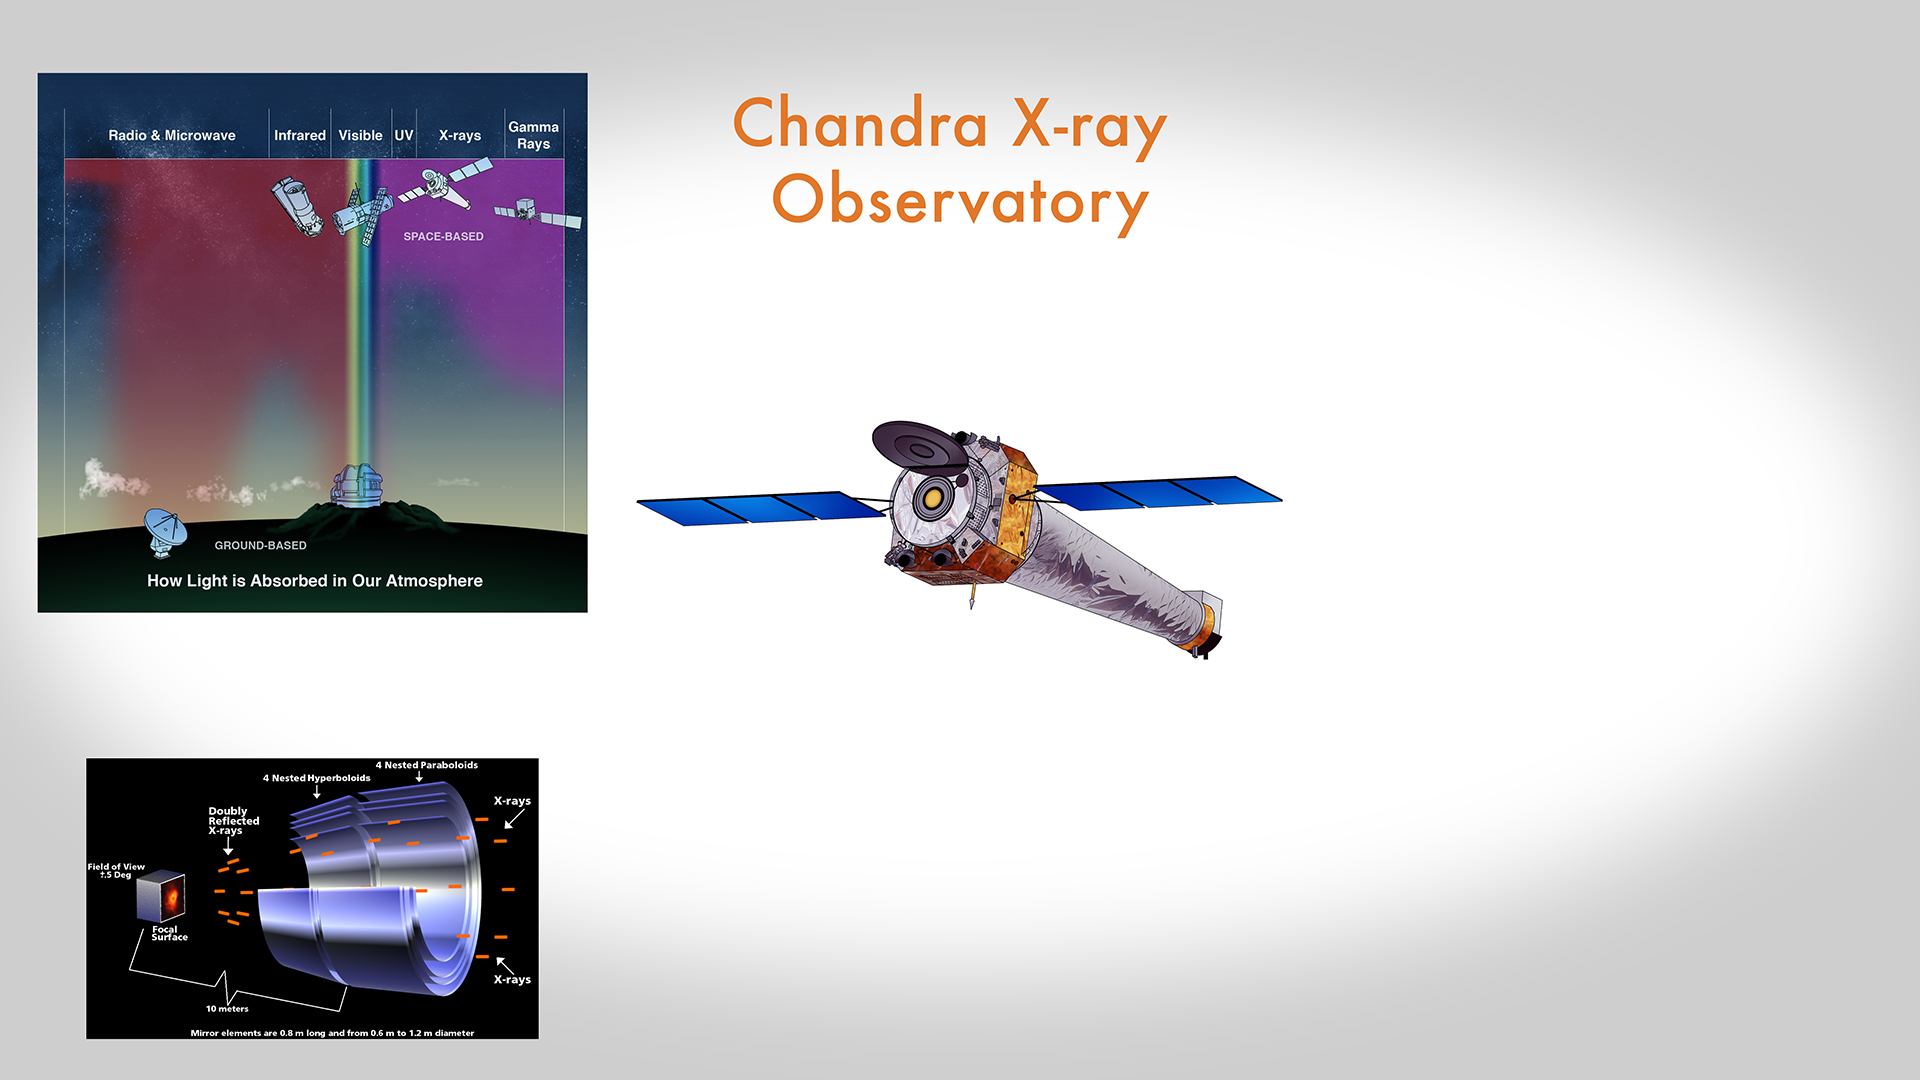 Chandra X-ray
Observatory
Radio & Microwave
Infrared
Visible
UV
X-rays
Gamma
Rays
SPACE-BASED
GROUND-BASED
How Light is Absorbed in Our Atmosphere
4 Nested Paraboloids
4 Nested Hyperboloids
X-rays
Doubly
Reflected
X-rays
Field of View
±.5 Deg
Focal
Surface
X-rays
10 meters
Mirror elements are 0.8 m long and from 0.6 m to 1.2 m diameter